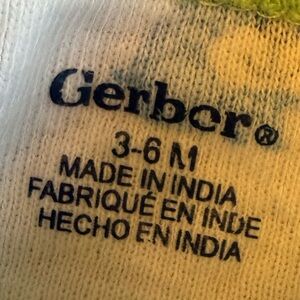 Gerber®
3-6 M
MADE IN INDIA
FABRIQUÉ EN INDE
HECHO EN INDIA